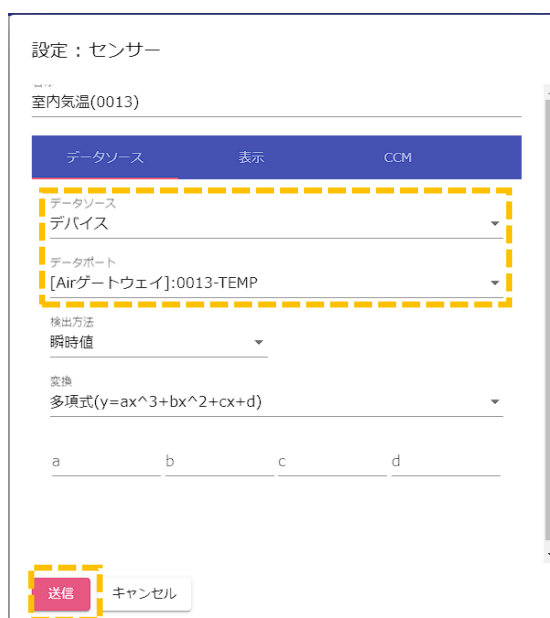 設定：センサー
室内気温(0013)
データソース 表示 CCM
データソース
デバイス
データポート
[Airゲートウェイ]:0013-TEMP
検出方法
瞬時値
変換
多項式(y=ax^3+bx^2+cx+d)
a b c d
送信 キャンセル